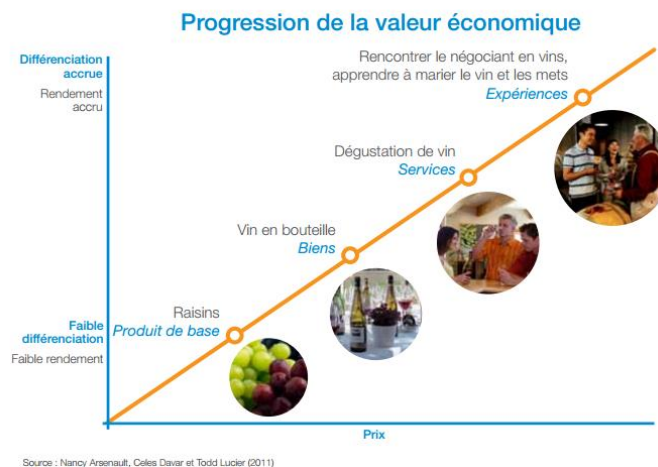 Progression de la valeur économique
Différenciation
accrue
Rendement
accru
Rencontrer le négociant en vins,
apprendre à marier le vin et les mets
Expériences
Dégustation de vin
Services
Vin en bouteille
Biens
Raisins
Produit de base
Faible
différenciation
Faible rendement
Prix
Source : Nancy Arsenault, Celes Davar et Todd Lucier (2011)